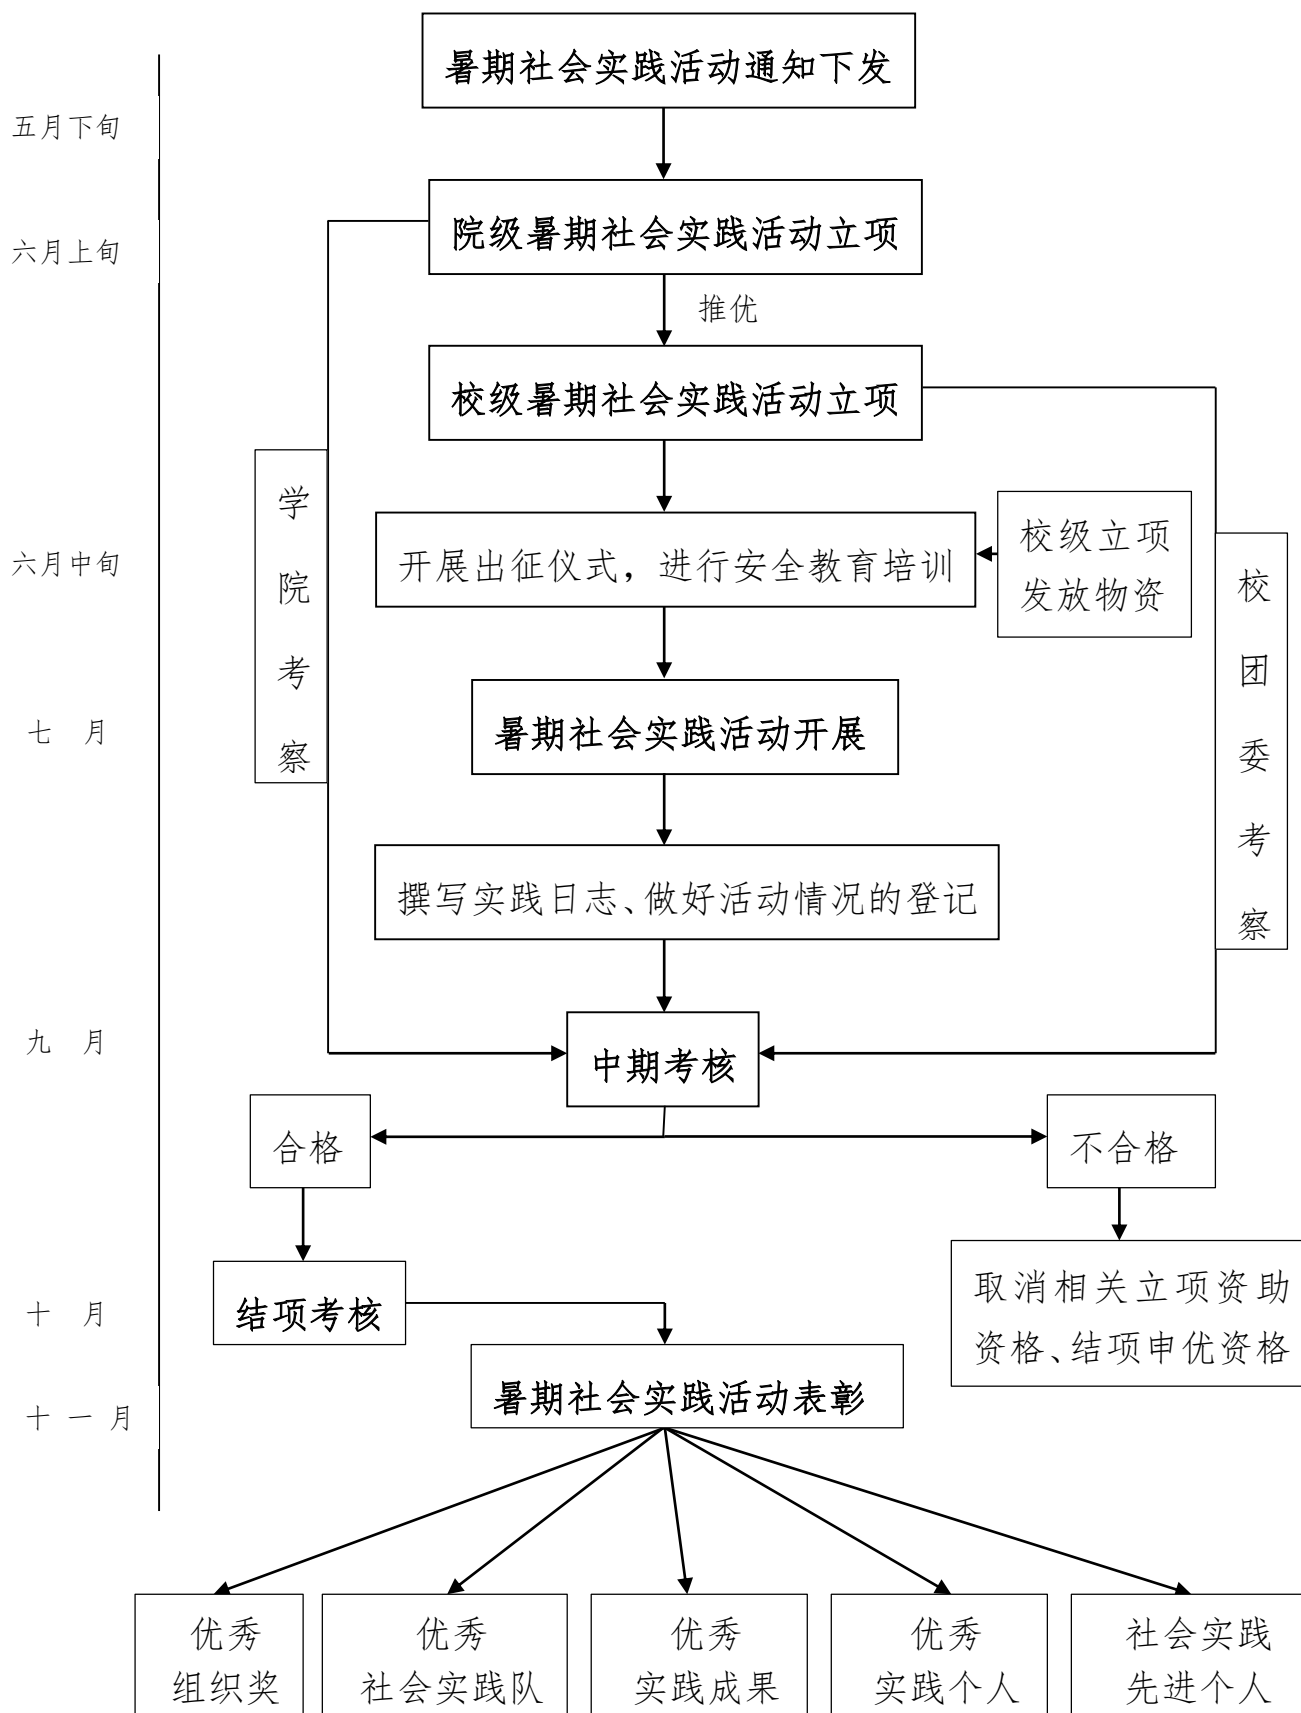 暑期社会实践活动通知下发
五月下旬
院级暑期社会实践活动立项
六月上旬
推优
校级暑期社会实践活动立项
学院考察
六月中旬
开展出征仪式，进行安全教育培训
校级立项
发放物资
校团委考察
七 月
暑期社会实践活动开展
撰写实践日志、做好活动情况的登记
九 月
中期考核
合格
不合格
十 月
结项考核
取消相关立项资助
资格、结项申优资格
暑期社会实践活动表彰
十一月
优秀
组织奖
优秀
社会实践队
优秀
实践成果
优秀
实践个人
社会实践
先进个人